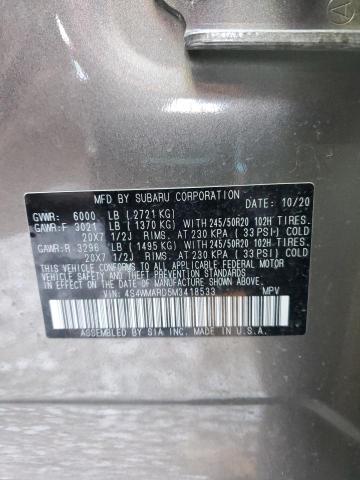 A
MFD BY SUBARU CORPORATION DATE: 10/20
GVWR: 6000 LB (2721 KG)
GAWR:F 3021 LB (1370 KG) WITH 245/50R20 102H TIRES.
20X7 1/2J RIMS. AT 230 KPA (33 PSI) COLD
GAWR:R 3296 LB (1495 KG) WITH 245/50R20 102H TIRES.
20X7 1/2J RIMS. AT 230 KPA (33 PSI) COLD
THIS VEHICLE CONFORMS TO ALL APPLICABLE FEDERAL MOTOR
VEHICLE SAFETY AND THEFT PREVENTION STANDARDS IN EFFECT
ON THE DATE OF MANUFACTURE SHOWN ABOVE.
VIN: 4S4WMARD5M3418533 MPV
ASSEMBLED BY SIA INC. MADE IN U.S.A.